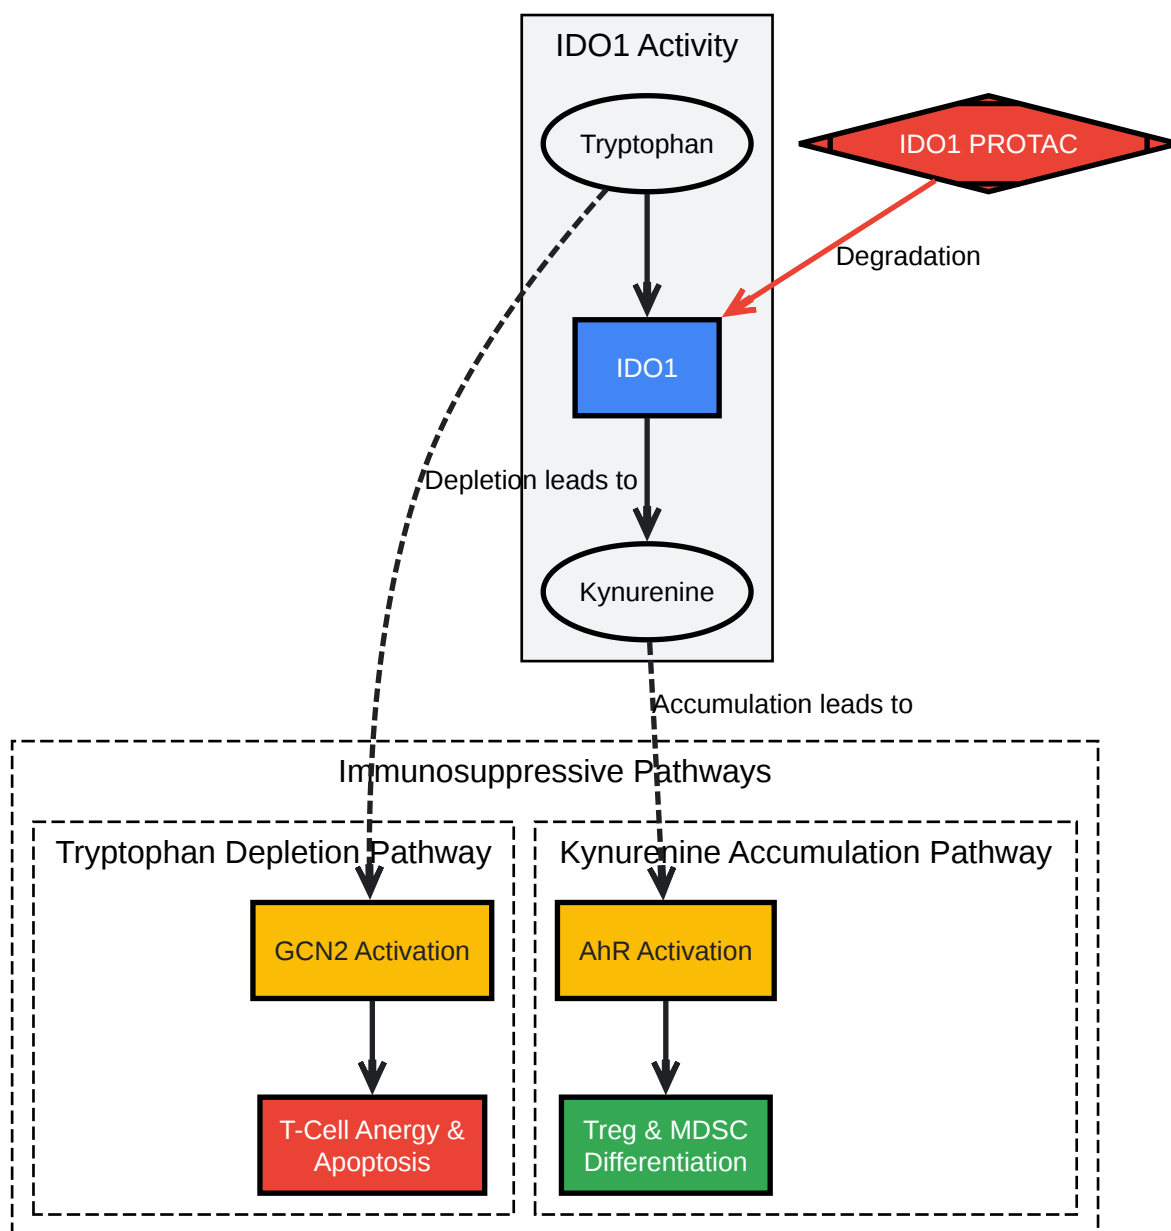 IDO1 Activity
Tryptophan
IDO1 PROTAC
Degradation
IDO1
Depletion leads to
Kynurenine
Accumulation leads to
Immunosuppressive Pathways
Tryptophan Depletion Pathway
Kynurenine Accumulation Pathway
GCN2 Activation
AhR Activation
T-Cell Anergy &
Apoptosis
Treg & MDSC
Differentiation